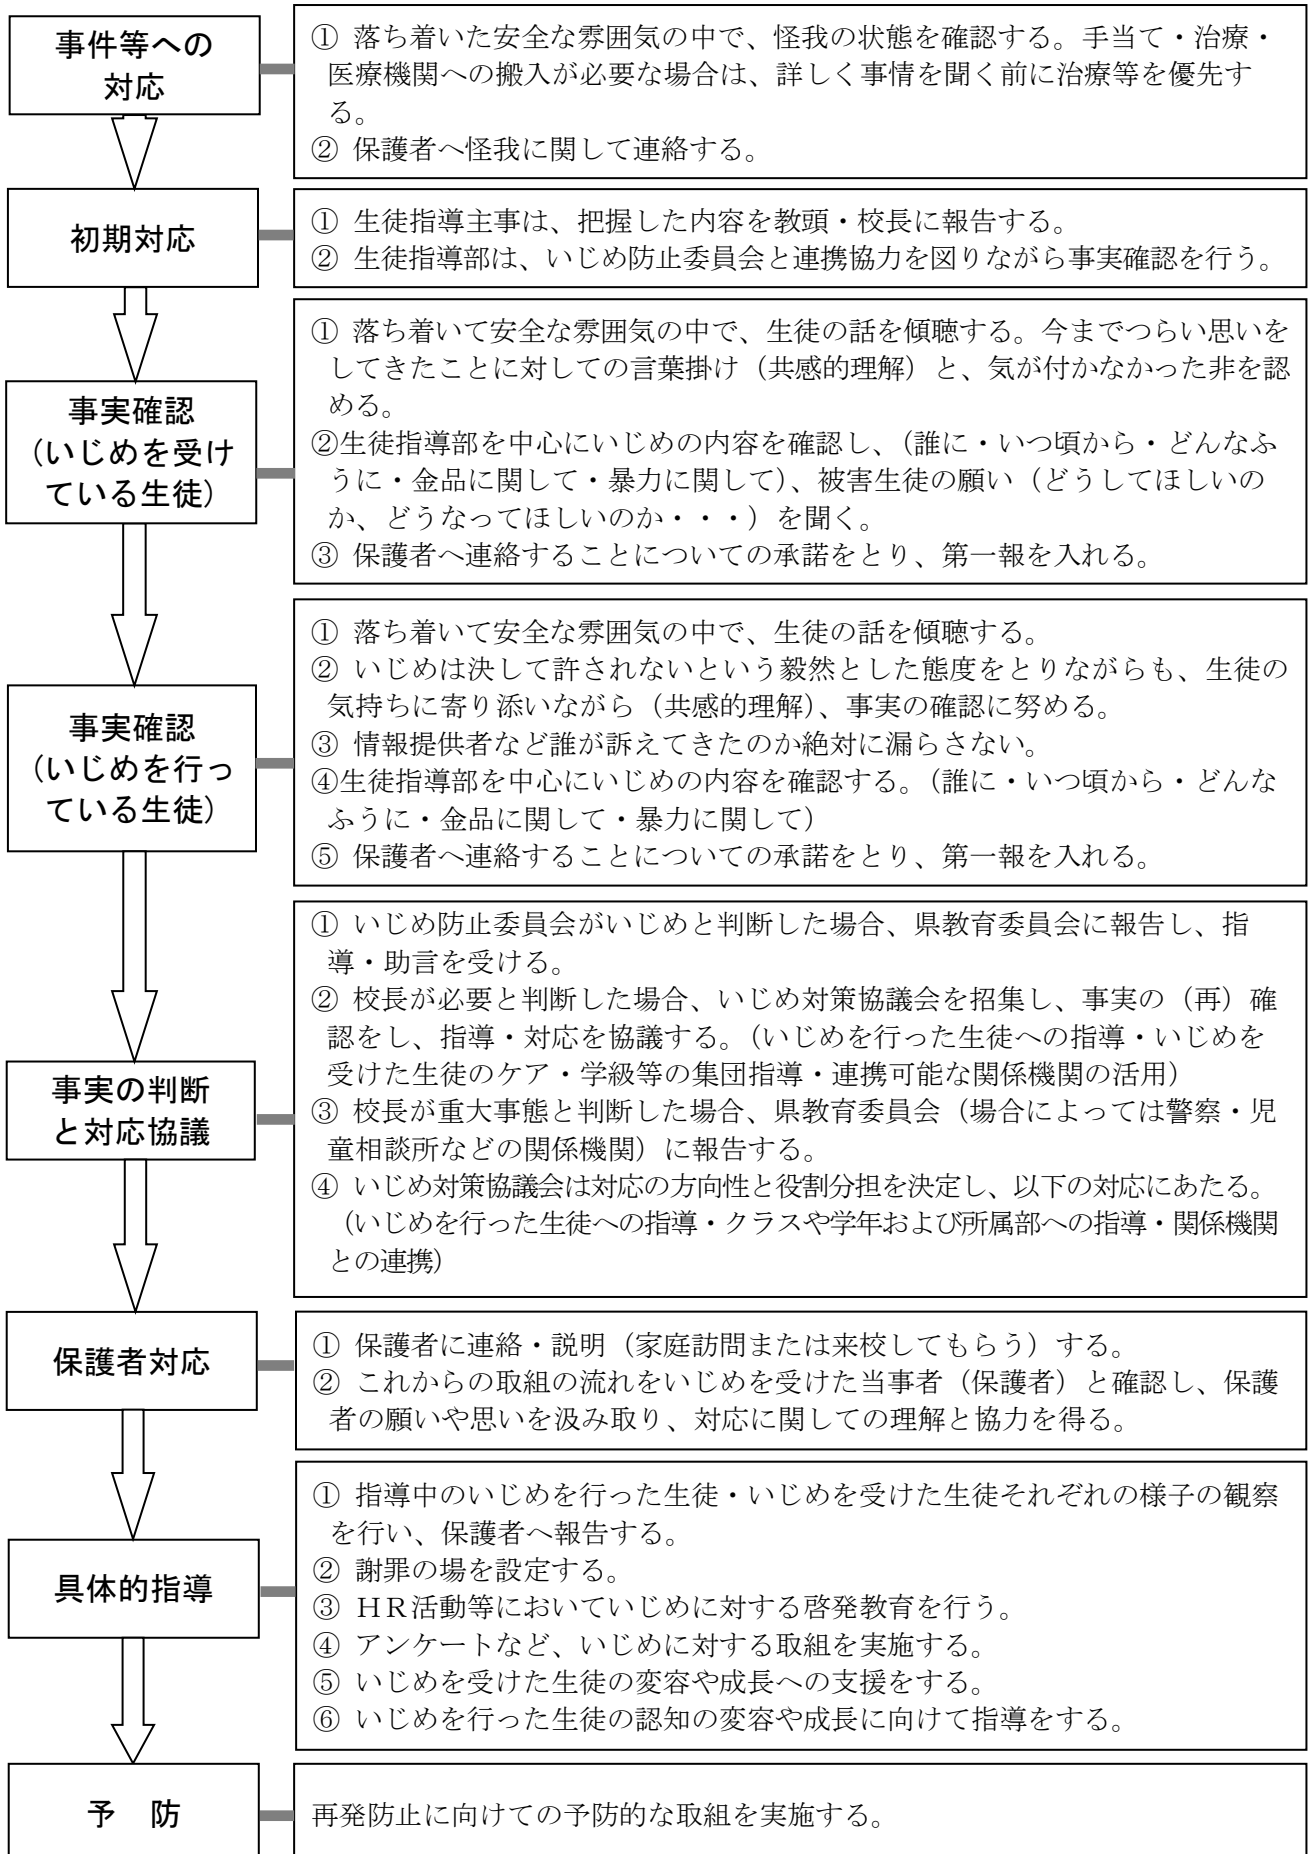 事件等への
対応
① 落ち着いた安全な雰囲気の中で、怪我の状態を確認する。手当て・治療・
医療機関への搬入が必要な場合は、詳しく事情を聞く前に治療等を優先す
る。
② 保護者へ怪我に関して連絡する。
初期対応
① 生徒指導主事は、把握した内容を教頭・校長に報告する。
② 生徒指導部は、いじめ防止委員会と連携協力を図りながら事実確認を行う。
事実確認
(いじめを受け
ている生徒)
① 落ち着いて安全な雰囲気の中で、生徒の話を傾聴する。今までつらい思いを
してきたことに対しての言葉掛け（共感的理解）と、気が付かなかった非を認
める。
②生徒指導部を中心にいじめの内容を確認し、（誰に・いつ頃から・どんなふ
うに・金品に関して・暴力に関して）、被害生徒の願い（どうしてほしいの
か、どうなってほしいのか・・・）を聞く。
③ 保護者へ連絡することについての承諾をとり、第一報を入れる。
事実確認
(いじめを行っ
ている生徒)
① 落ち着いて安全な雰囲気の中で、生徒の話を傾聴する。
② いじめは決して許されないという毅然とした態度をとりながらも、生徒の
気持ちに寄り添いながら（共感的理解）、事実の確認に努める。
③ 情報提供者など誰が訴えてきたのか絶対に漏らさない。
④生徒指導部を中心にいじめの内容を確認する。（誰に・いつ頃から・どんな
ふうに・金品に関して・暴力に関して）
⑤ 保護者へ連絡することについての承諾をとり、第一報を入れる。
事実の判断
と対応協議
① いじめ防止委員会がいじめと判断した場合、県教育委員会に報告し、指
導・助言を受ける。
② 校長が必要と判断した場合、いじめ対策協議会を招集し、事実の（再）確
認をし、指導・対応を協議する。（いじめを行った生徒への指導・いじめを
受けた生徒のケア・学級等の集団指導・連携可能な関係機関の活用）
③ 校長が重大事態と判断した場合、県教育委員会（場合によっては警察・児
童相談所などの関係機関）に報告する。
④ いじめ対策協議会は対応の方向性と役割分担を決定し、以下の対応にあたる。
（いじめを行った生徒への指導・クラスや学年および所属部への指導・関係機関
との連携）
保護者対応
① 保護者に連絡・説明（家庭訪問または来校してもらう）する。
② これからの取組の流れをいじめを受けた当事者（保護者）と確認し、保護
者の願いや思いを汲み取り、対応に関しての理解と協力を得る。
具体的指導
① 指導中のいじめを行った生徒・いじめを受けた生徒それぞれの様子の観察
を行い、保護者へ報告する。
② 謝罪の場を設定する。
③ ＨＲ活動等においていじめに対する啓発教育を行う。
④ アンケートなど、いじめに対する取組を実施する。
⑤ いじめを受けた生徒の変容や成長への支援をする。
⑥ いじめを行った生徒の認知の変容や成長に向けて指導をする。
予　防
再発防止に向けての予防的な取組を実施する。